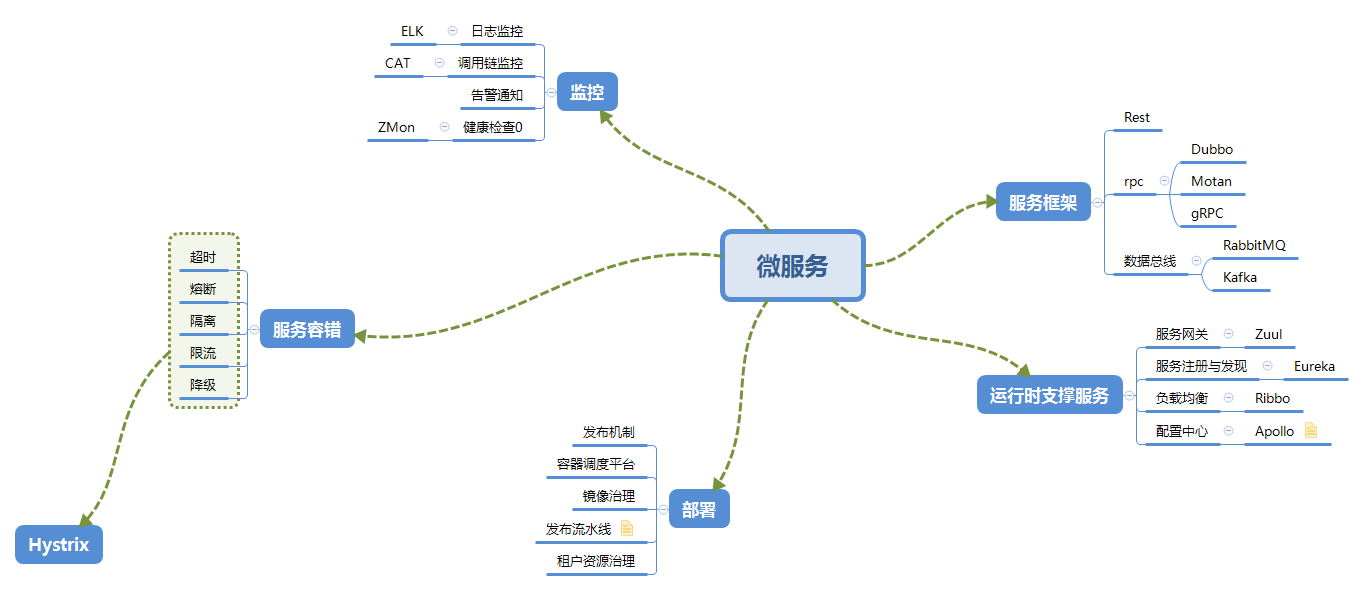 微服务
监控
日志监控
ELK
调用链监控
CAT
告警通知
健康检查0
ZMon
服务框架
Rest
rpc
Dubbo
Motan
gRPC
数据总线
RabbitMQ
Kafka
运行时支撑服务
服务网关
Zuul
服务注册与发现
Eureka
负载均衡
Ribbo
配置中心
Apollo
部署
发布机制
容器调度平台
镜像治理
发布流水线
租户资源治理
服务容错
超时
熔断
隔离
限流
降级
Hystrix